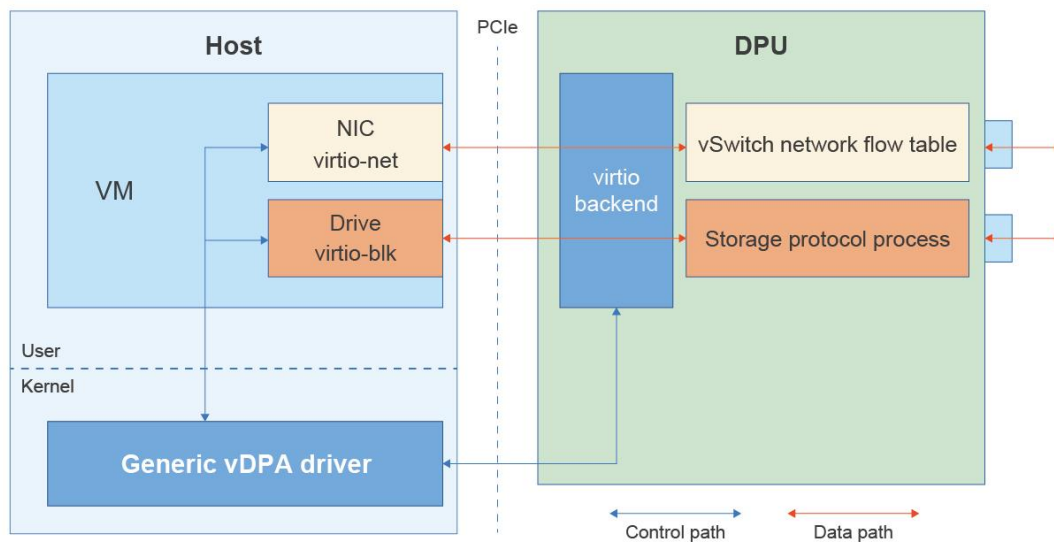 Host
PCIe
DPU
NIC
virtio-net
VM
Drive
virtio-blk
virtio
backend
vSwitch network flow table
Storage protocol process
User
Kernel
Generic vDPA driver
Control path
Data path